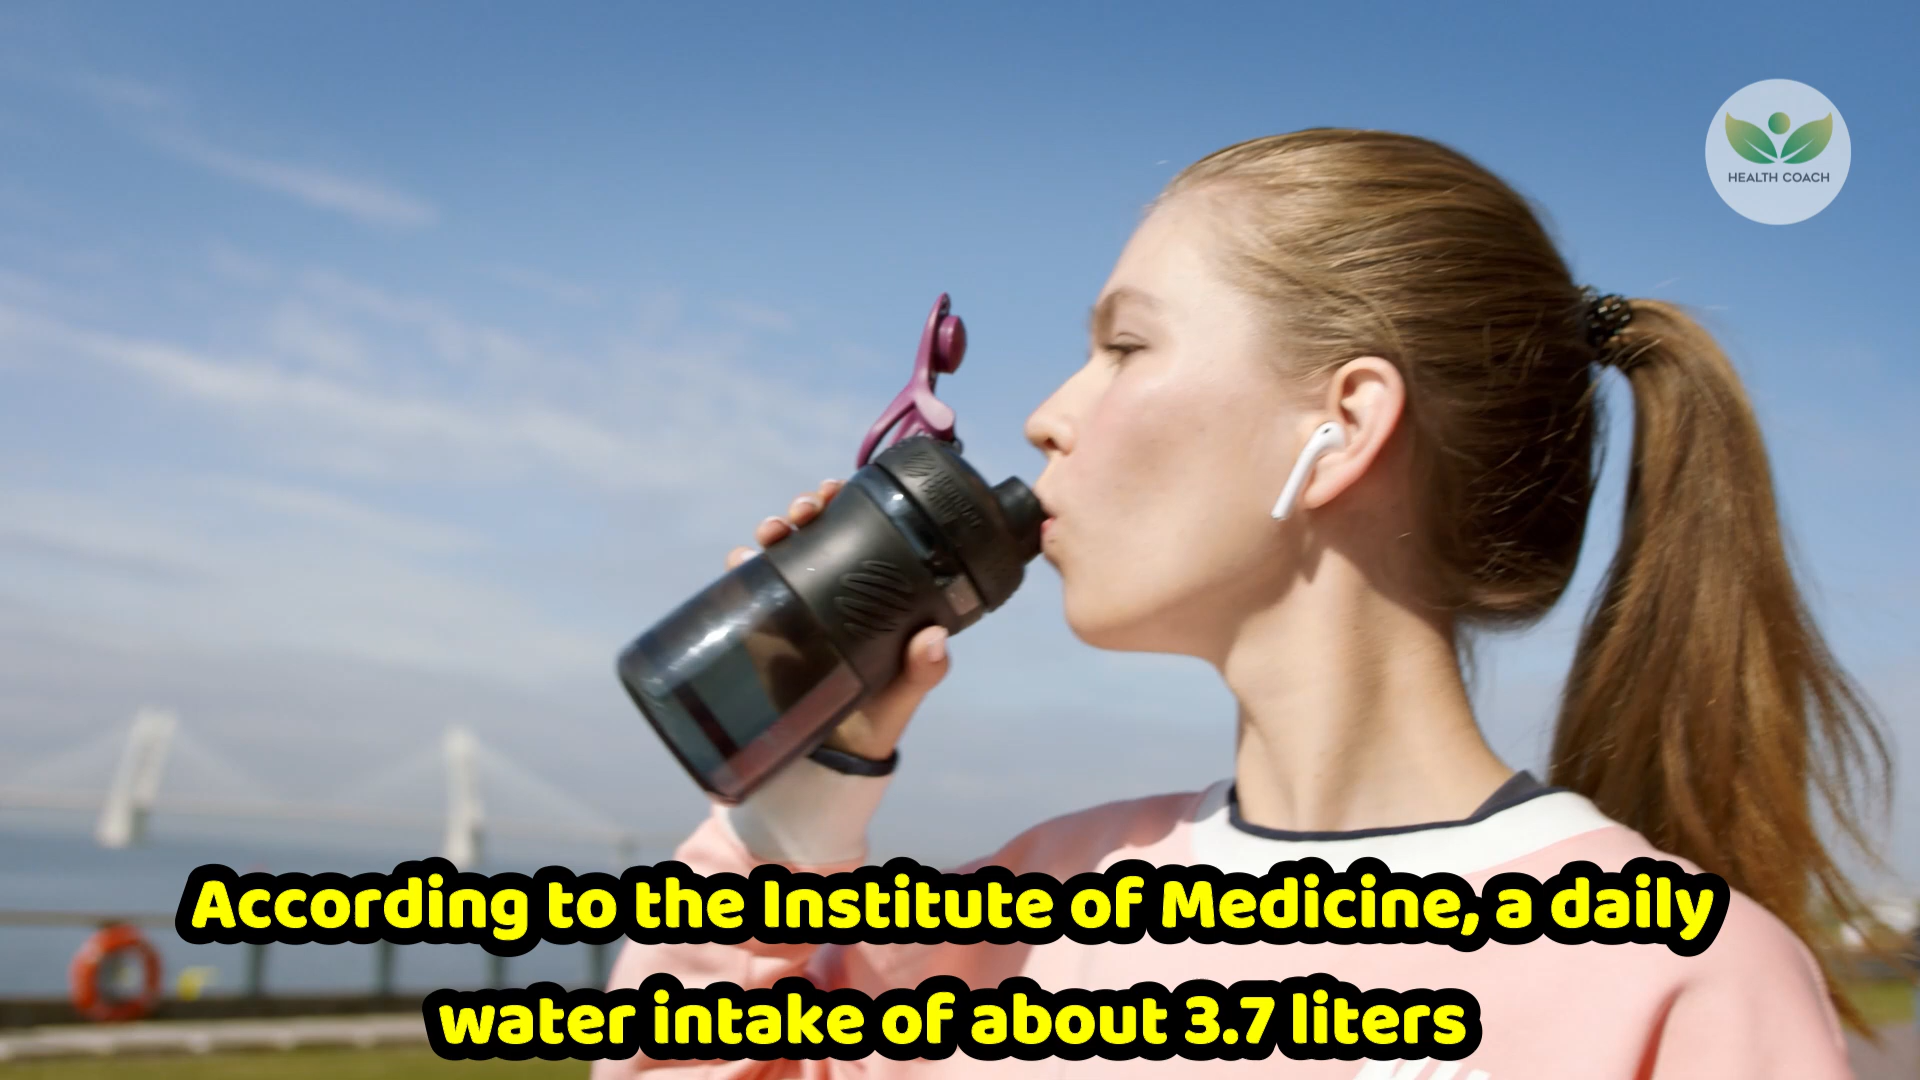 HEALTH COACH
According to the Institute of Medicine, a daily
water intake of about 3.7 liters